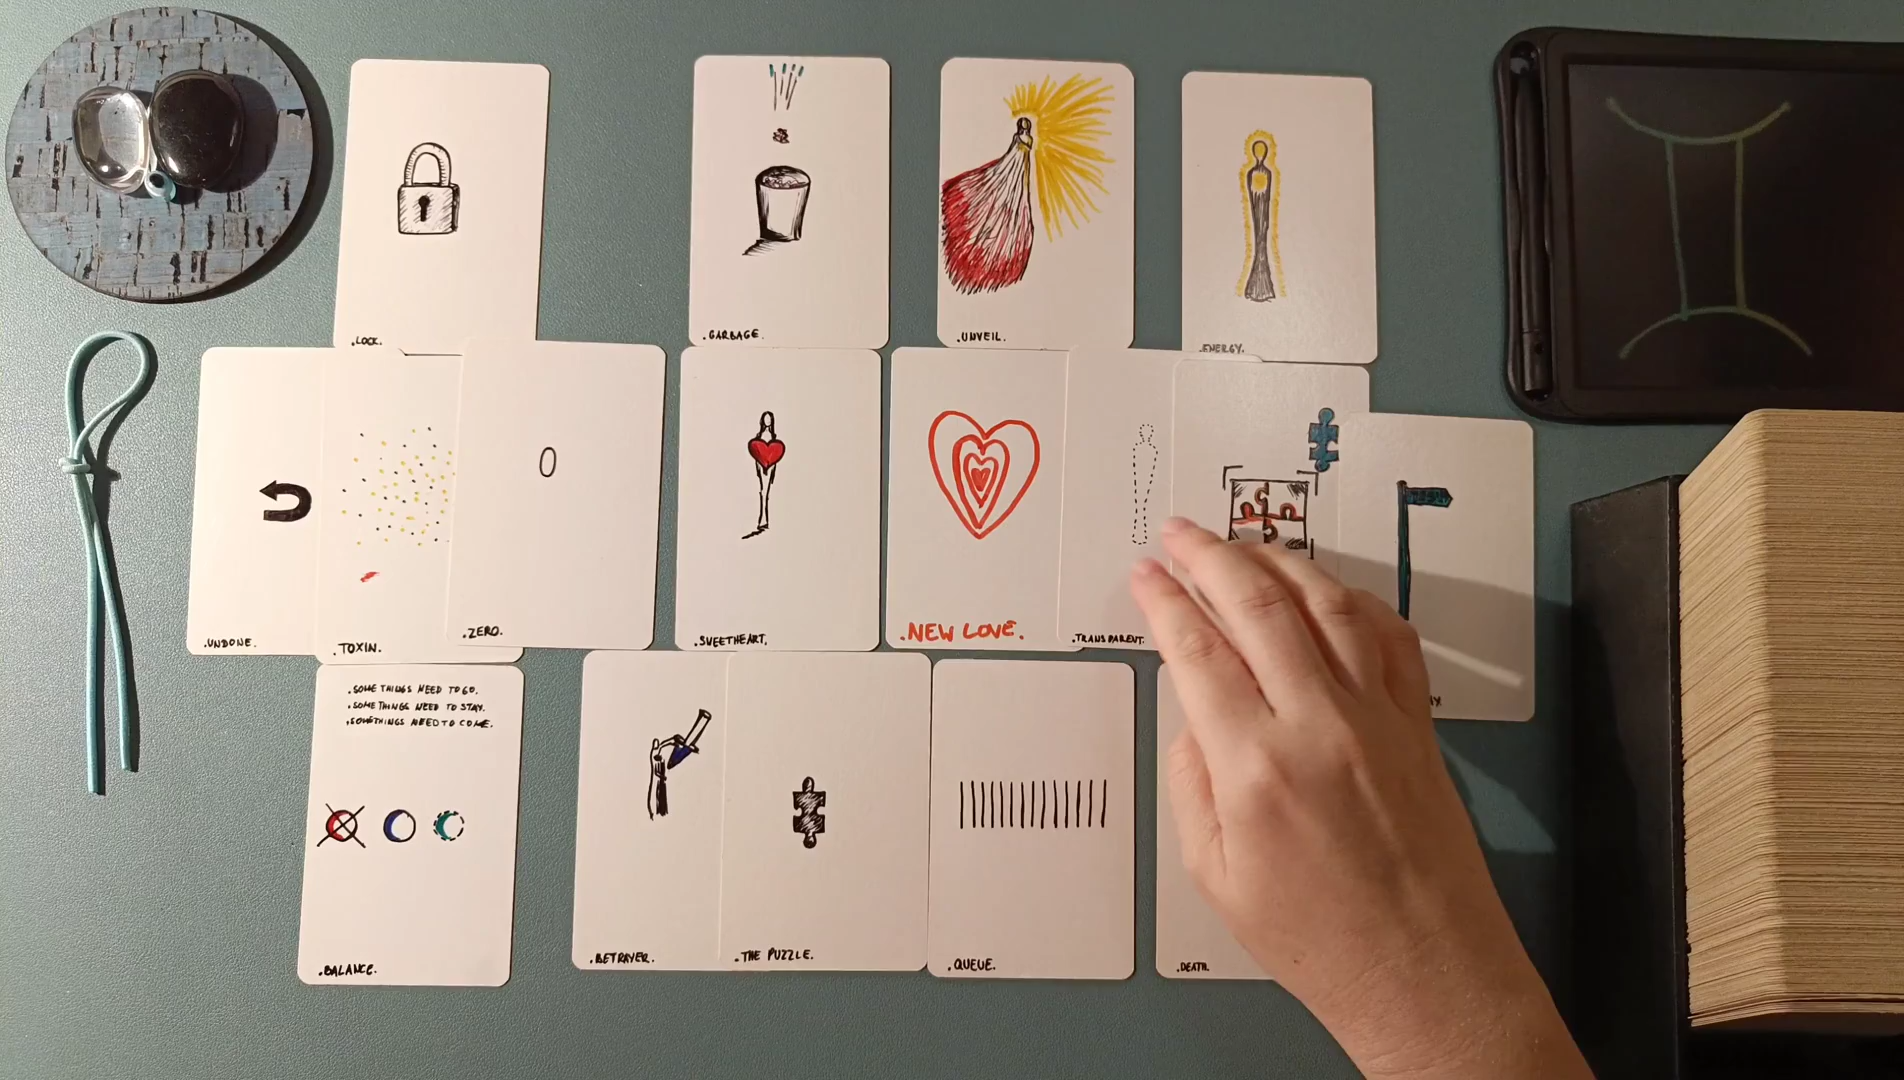 .LOCK.
.GARBAGE.
.UNVEIL.
.ENERGY.
0
.UNDONE.
.TOXIN.
.ZERO.
.SWEETHEART.
.NEW LOVE.
.TRANSPARENT.
.SOME THINGS NEED TO GO.
.SOME THINGS NEED TO STAY.
.SOMETHINGS NEED TO COME.
.BALANCE.
.BETRAYER.
.THE PUZZLE.
.QUEUE.
.DEATH.